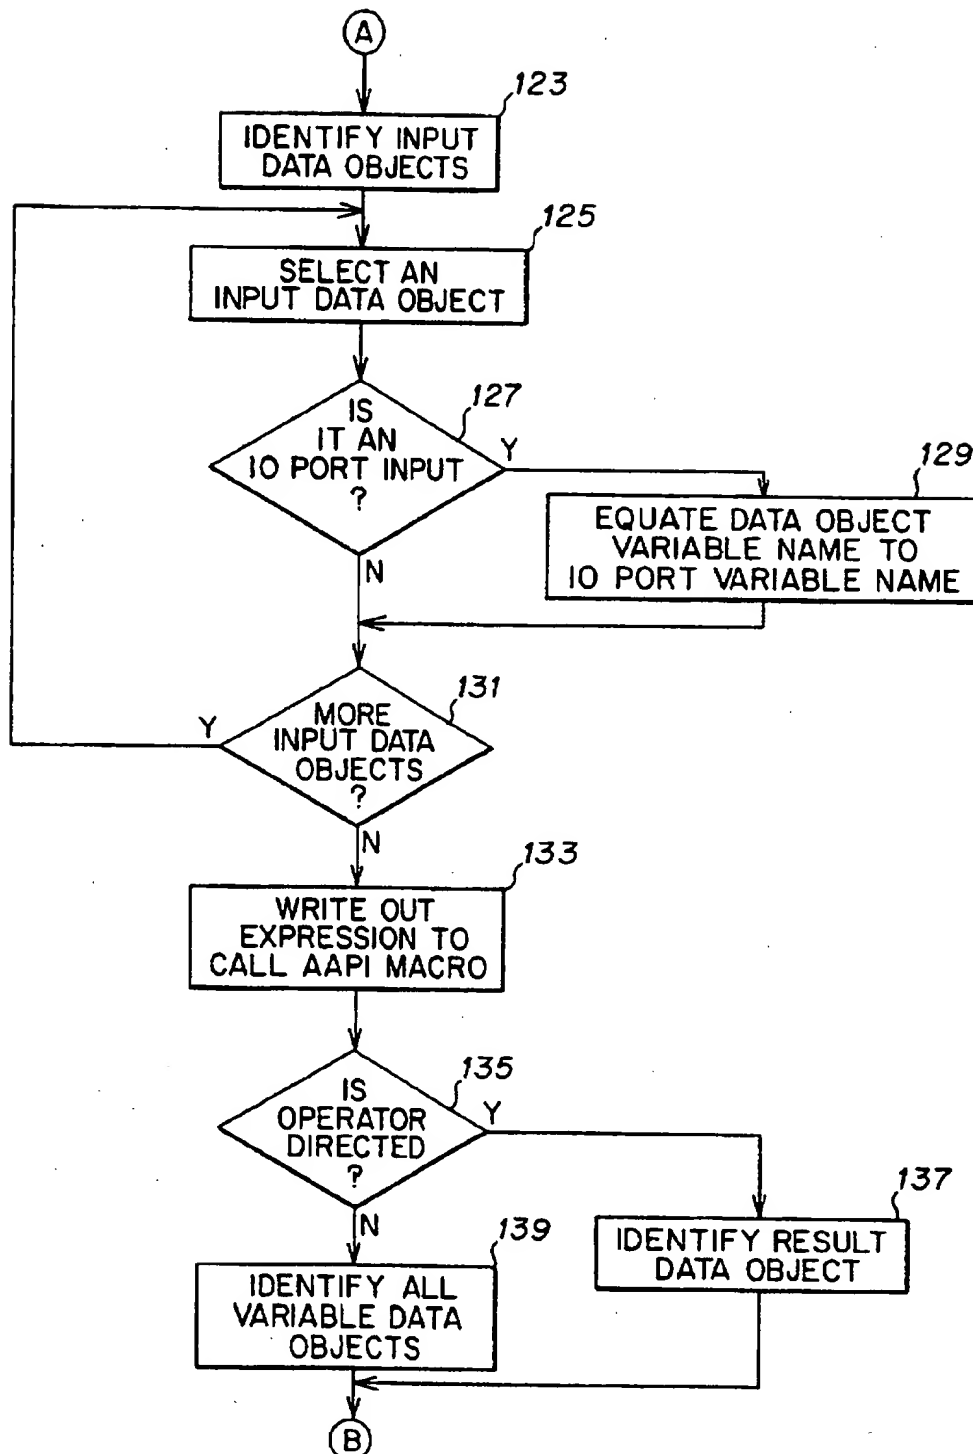 A
123
IDENTIFY INPUT
DATA OBJECTS
125
SELECT AN
INPUT DATA OBJECT
127
IS
IT AN
IO PORT INPUT
?
Y
N
129
EQUATE DATA OBJECT
VARIABLE NAME TO
IO PORT VARIABLE NAME
131
MORE
INPUT DATA
OBJECTS
?
Y
N
133
WRITE OUT
EXPRESSION TO
CALL AAPI MACRO
135
IS
OPERATOR
DIRECTED
?
Y
N
137
IDENTIFY RESULT
DATA OBJECT
139
IDENTIFY ALL
VARIABLE DATA
OBJECTS
B